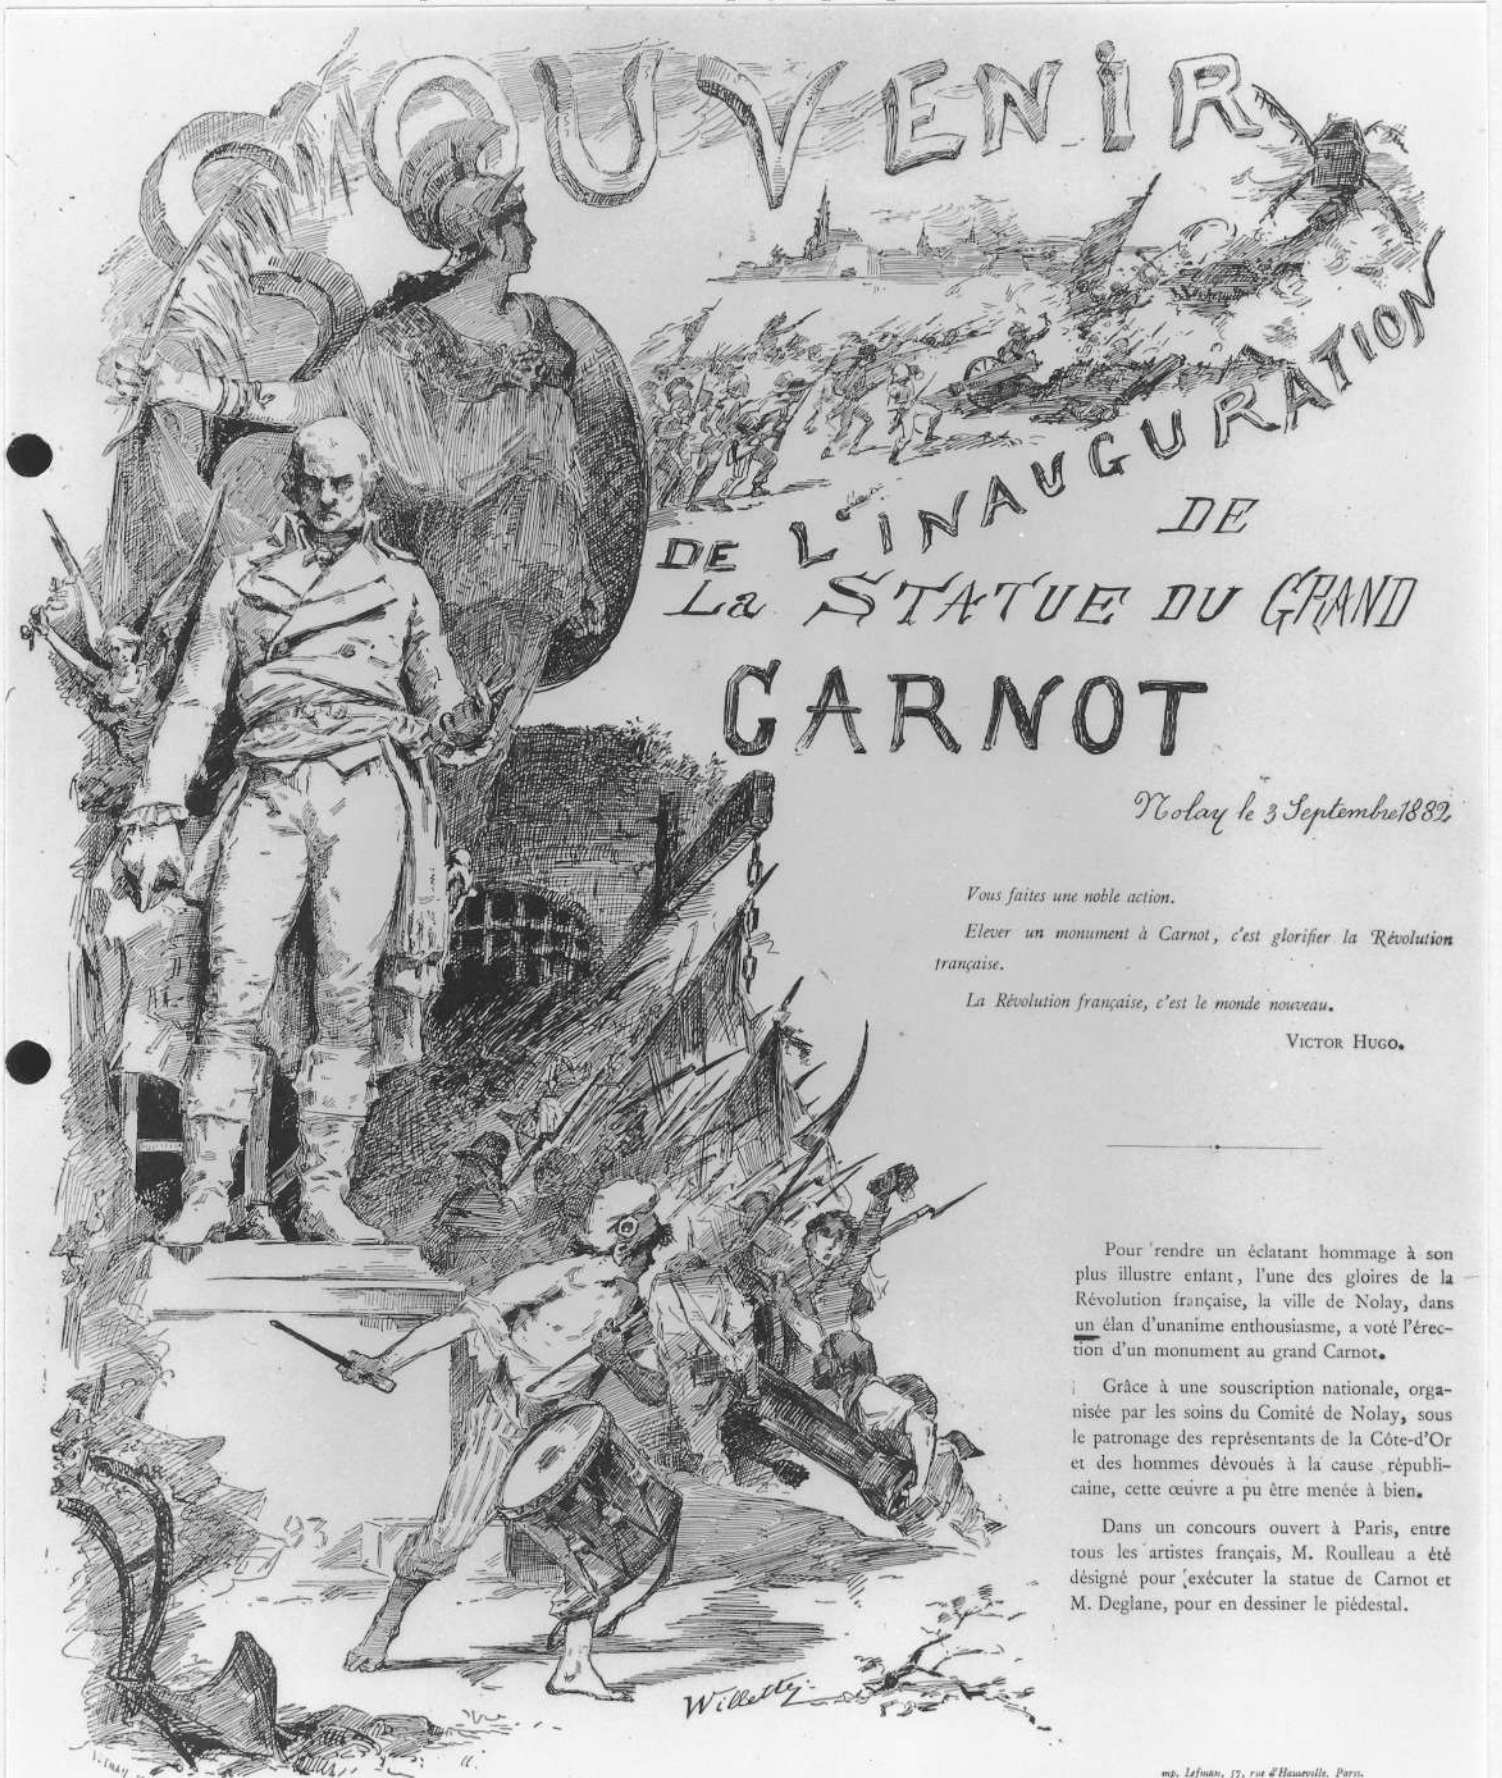 SOUVENIR
DE L'INAUGURATION
DE
La STATUE DU GRAND
CARNOT
Nolay le 3 Septembre 1882
Vous faites une noble action.
Elever un monument à Carnot, c'est glorifier la Révolution
française.
La Révolution française, c'est le monde nouveau.
VICTOR HUGO.
Pour rendre un éclatant hommage à son
plus illustre enfant, l'une des gloires de la
Révolution française, la ville de Nolay, dans
un élan d'unanime enthousiasme, a voté l'érec-
tion d'un monument au grand Carnot.
Grâce à une souscription nationale, orga-
nisée par les soins du Comité de Nolay, sous
le patronage des représentants de la Côte-d'Or
et des hommes dévoués à la cause républi-
caine, cette œuvre a pu être menée à bien.
Dans un concours ouvert à Paris, entre
tous les artistes français, M. Roulleau a été
désigné pour exécuter la statue de Carnot et
M. Deglane, pour en dessiner le piédestal.
93
Willette
mp. Lefman, 57, rue d'Hauteville. Paris.